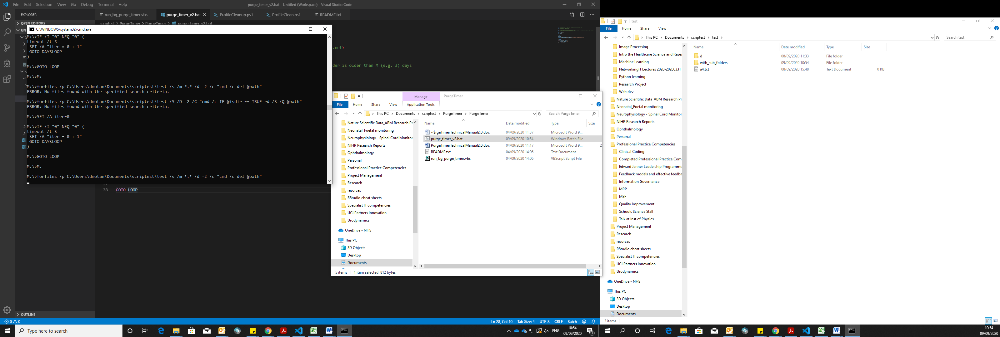 File Edit Selection View Go Debug Terminal Help
purge_timer_v2.bat - Untitled (Workspace) - Visual Studio Code
EXPLORER
run_bg_purge_timer.vbs
purge_timer_v2.bat
ProfileCleanup.ps1
ProfileClean.ps1
README.txt
OPEN EDITORS
scriptest > PurgeTimer > PurgeTimer > purge_timer_v2.bat
C:\WINDOWS\system32\cmd.exe
M:\>IF /I "0" NEQ "0" (
timeout /t 5
SET /A "iter = 0 + 1"
GOTO DAYSLOOP
)
M:\>GOTO LOOP
M:\>M:
M:\>forfiles /p C:\Users\dmotan\Documents\scriptest\test /s /m *.* /d -2 /c "cmd /c del @path"
ERROR: No files found with the specified search criteria.
M:\>forfiles /p C:\Users\dmotan\Documents\scriptest\test /S /D -2 /C "cmd /c IF @isdir == TRUE rd /S /Q @path"
ERROR: No files found with the specified search criteria.
M:\>SET /A iter=0
M:\>IF /I "0" NEQ "0" (
timeout /t 5
SET /A "iter = 0 + 1"
GOTO DAYSLOOP
)
M:\>GOTO LOOP
M:\>M:
M:\>forfiles /p C:\Users\dmotan\Documents\scriptest\test /s /m *.* /d -2 /c "cmd /c del @path"
.net>
der is older than M (e.g. 3) days
27
28 GOTO LOOP
OUTLINE
0 0
Ln 28, Col 10 Tab Size: 4 UTF-8 CRLF Batch
Manage
PurgeTimer
File Home Share View Application Tools
This PC > Documents > scriptest > PurgeTimer > PurgeTimer
Search PurgeTimer
Nature Scientific Data_ABM Research Pr
Neonatal_Foetal monitoring
Neurophysiology - Spinal Cord Monitor
NIHR Research Reports
Ophthalmology
Personal
Professional Practice Competencies
Project Management
Research
resorces
RStudio cheat sheets
Specialist IT competencies
UCLPartners Innovation
Urodynamics
OneDrive - NHS
This PC
3D Objects
Desktop
Documents
Name Date modified Type Size
~$rgeTimerTechnicalManual2.0.doc 04/09/2020 11:37 Microsoft Word 9...
purge_timer_v2.bat 09/09/2020 10:54 Windows Batch File
PurgeTimerTechnicalManual2.0.doc 04/09/2020 11:17 Microsoft Word 9... 2
README.txt 04/09/2020 14:06 Text Document
run_bg_purge_timer.vbs 04/09/2020 14:06 VBScript Script File
5 items 1 item selected 812 bytes
test
File Home Share View
This PC > Documents > scriptest > test >
Search test
Image Processing
Intro the Healthcare Science and Rese
Machine Learning
NetworkingIT Lectures 2020-20200331
Python learning
Research Project
Web dev
Nature Scientific Data_ABM Research Pr
Neonatal_Foetal monitoring
Neurophysiology - Spinal Cord Monitor
NIHR Research Reports
Ophthalmology
Personal
Professional Practice Competencies
Clinical Coding
Completed Professional Practice Com
Edward Jenner Leadership Programme
Feedback models and effective feedba
Information Governance
MRP
MSF
Quality Improvement
Schools Science Stall
Talk at Inst of Physics
Project Management
Research
resorces
RStudio cheat sheets
Specialist IT competencies
UCLPartners Innovation
Urodynamics
OneDrive - NHS
This PC
3D Objects
Desktop
Documents
Name Date modified Type Size
d 08/09/2020 11:33 File folder
with_sub_folders 09/09/2020 10:54 File folder
a4.txt 08/09/2020 15:48 Text Document 0 KB
3 items
Type here to search
ENG
10:54
09/09/2020
1
10:54
09/09/2020